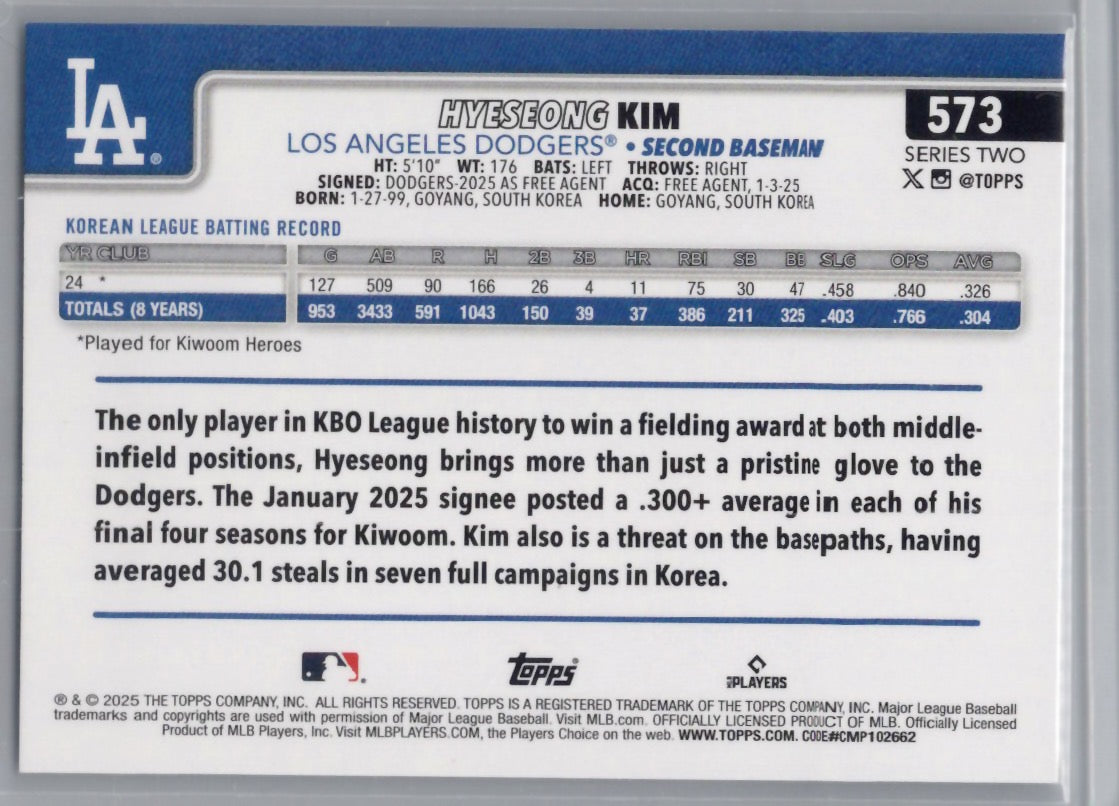 LA®
HYESEONG KIM
573
LOS ANGELES DODGERS® • SECOND BASEMAN
SERIES TWO
HT: 5'10" WT: 176 BATS: LEFT THROWS: RIGHT
@TOPPS
SIGNED: DODGERS-2025 AS FREE AGENT ACQ: FREE AGENT, 1-3-25
BORN: 1-27-99, GOYANG, SOUTH KOREA HOME: GOYANG, SOUTH KOREA
KOREAN LEAGUE BATTING RECORD
YR CLUB G AB R H 2B 3B HR RBI SB BB SLG OPS AVG
24 * 127 509 90 166 26 4 11 75 30 47 .458 .840 .326
TOTALS (8 YEARS) 953 3433 591 1043 150 39 37 386 211 325 .403 .766 .304
*Played for Kiwoom Heroes
The only player in KBO League history to win a fielding award at both middle-
infield positions, Hyeseong brings more than just a pristine glove to the
Dodgers. The January 2025 signee posted a .300+ average in each of his
final four seasons for Kiwoom. Kim also is a threat on the basepaths, having
averaged 30.1 steals in seven full campaigns in Korea.
TOPPS®
MLB PLAYERS
® & © 2025 THE TOPPS COMPANY, INC. ALL RIGHTS RESERVED. TOPPS IS A REGISTERED TRADEMARK OF THE TOPPS COMPANY, INC. Major League Baseball
trademarks and copyrights are used with permission of Major League Baseball. Visit MLB.com. OFFICIALLY LICENSED PRODUCT OF MLB. Officially Licensed
Product of MLB Players, Inc. Visit MLBPLAYERS.COM, the Players Choice on the web. WWW.TOPPS.COM. CODE#CMP102662